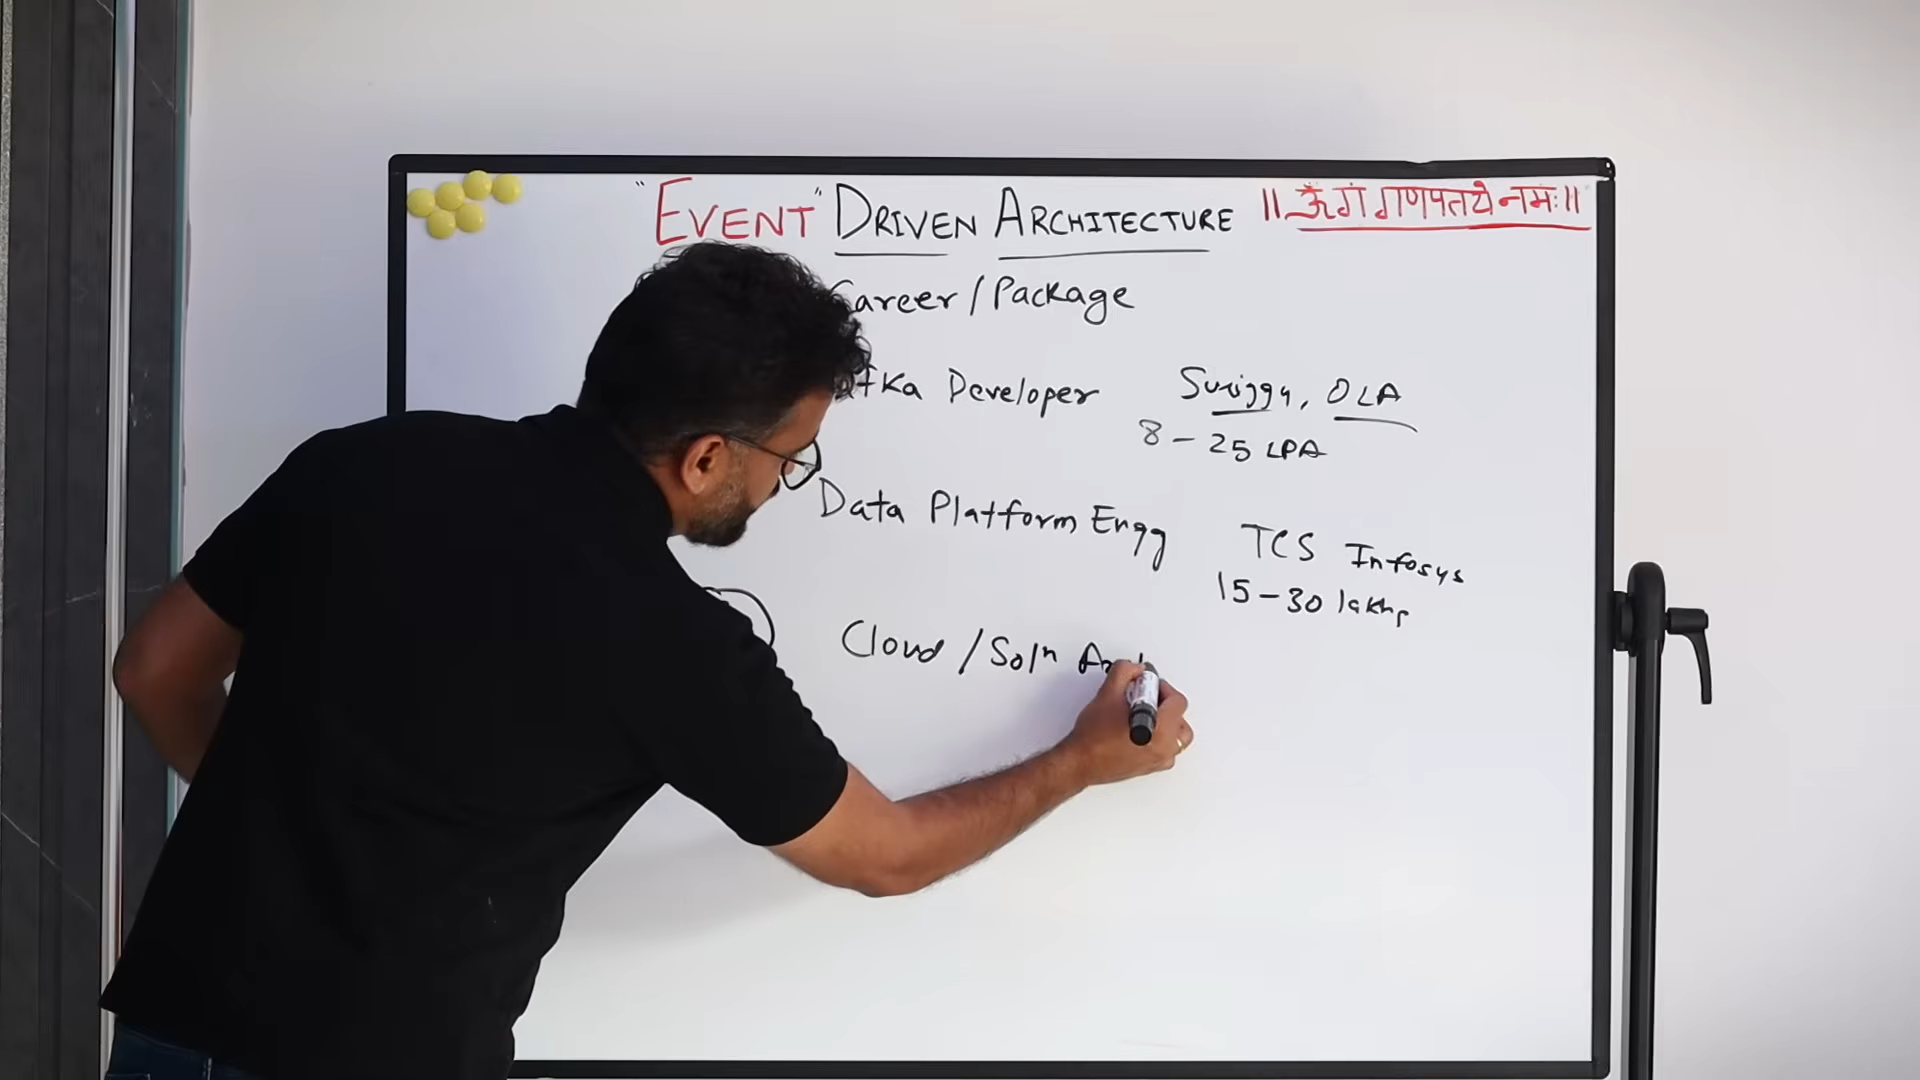 "EVENT" DRIVEN ARCHITECTURE
॥ ॐ गं गणपतये नमः ॥
Career / Package
fka Developer
Swiggy, OLA
8 - 25 LPA
Data Platform Engg
TCS Infosys
15 - 30 lakhs
Cloud / Solⁿ